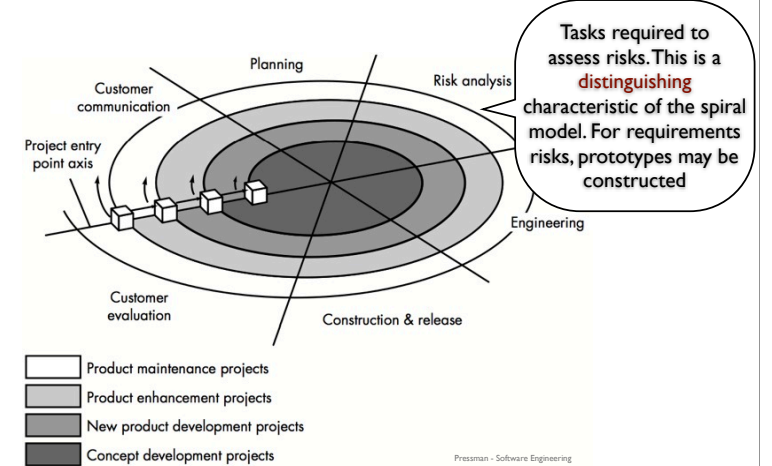 Planning
Risk analysis
Customer
communication
Project entry
point axis
Tasks required to
assess risks. This is a
distinguishing
characteristic of the spiral
model. For requirements
risks, prototypes may be
constructed
Engineering
Customer
evaluation
Construction & release
Product maintenance projects
Product enhancement projects
New product development projects
Concept development projects
Pressman - Software Engineering